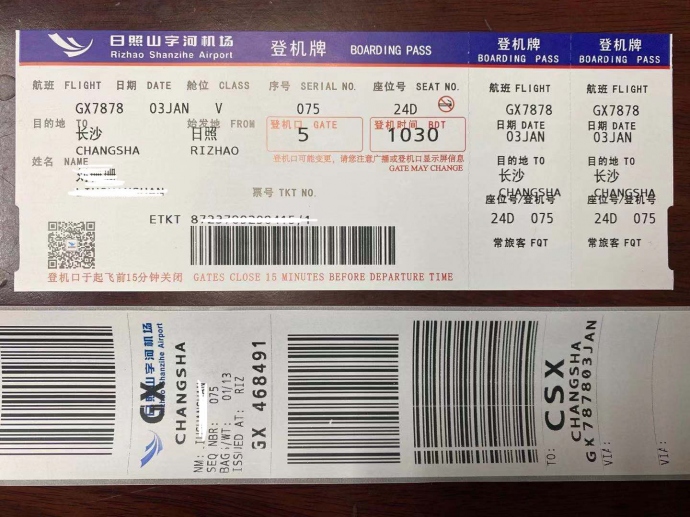 日照山字河机场
Rizhao Shanzihe Airport
登机牌 BOARDING PASS
登机牌
BOARDING PASS
登机牌
BOARDING PASS
航班 FLIGHT 日期 DATE 舱位 CLASS 序号 SERIAL NO. 座位号 SEAT NO.
GX7878 03JAN V 075 24D
目的地 TO 始发地 FROM 登机口 GATE 登机时间 BDT
长沙 日照 5 1030
CHANGSHA RIZHAO
登机口可能变更，请您注意广播或登机口显示屏信息
GATE MAY CHANGE
姓名 NAME
票号 TKT NO.
ETKT
登机口于起飞前15分钟关闭 GATES CLOSE 15 MINUTES BEFORE DEPARTURE TIME
航班 FLIGHT
GX7878
日期 DATE
03JAN
目的地 TO
长沙
CHANGSHA
座位号/登机号
24D 075
常旅客 FQT
航班 FLIGHT
GX7878
日期 DATE
03JAN
目的地 TO
长沙
CHANGSHA
座位号/登机号
24D 075
常旅客 FQT
日照山字河机场
Rizhao Shanzihe Airport
GX
CHANGSHA
NM:
SEQ NBR: 075
BAG/WT: 01/13
ISSUED AT: RIZ
GX 468491
TO: CSX
CHANGSHA
GX 787803JAN
VIA:
VIA: